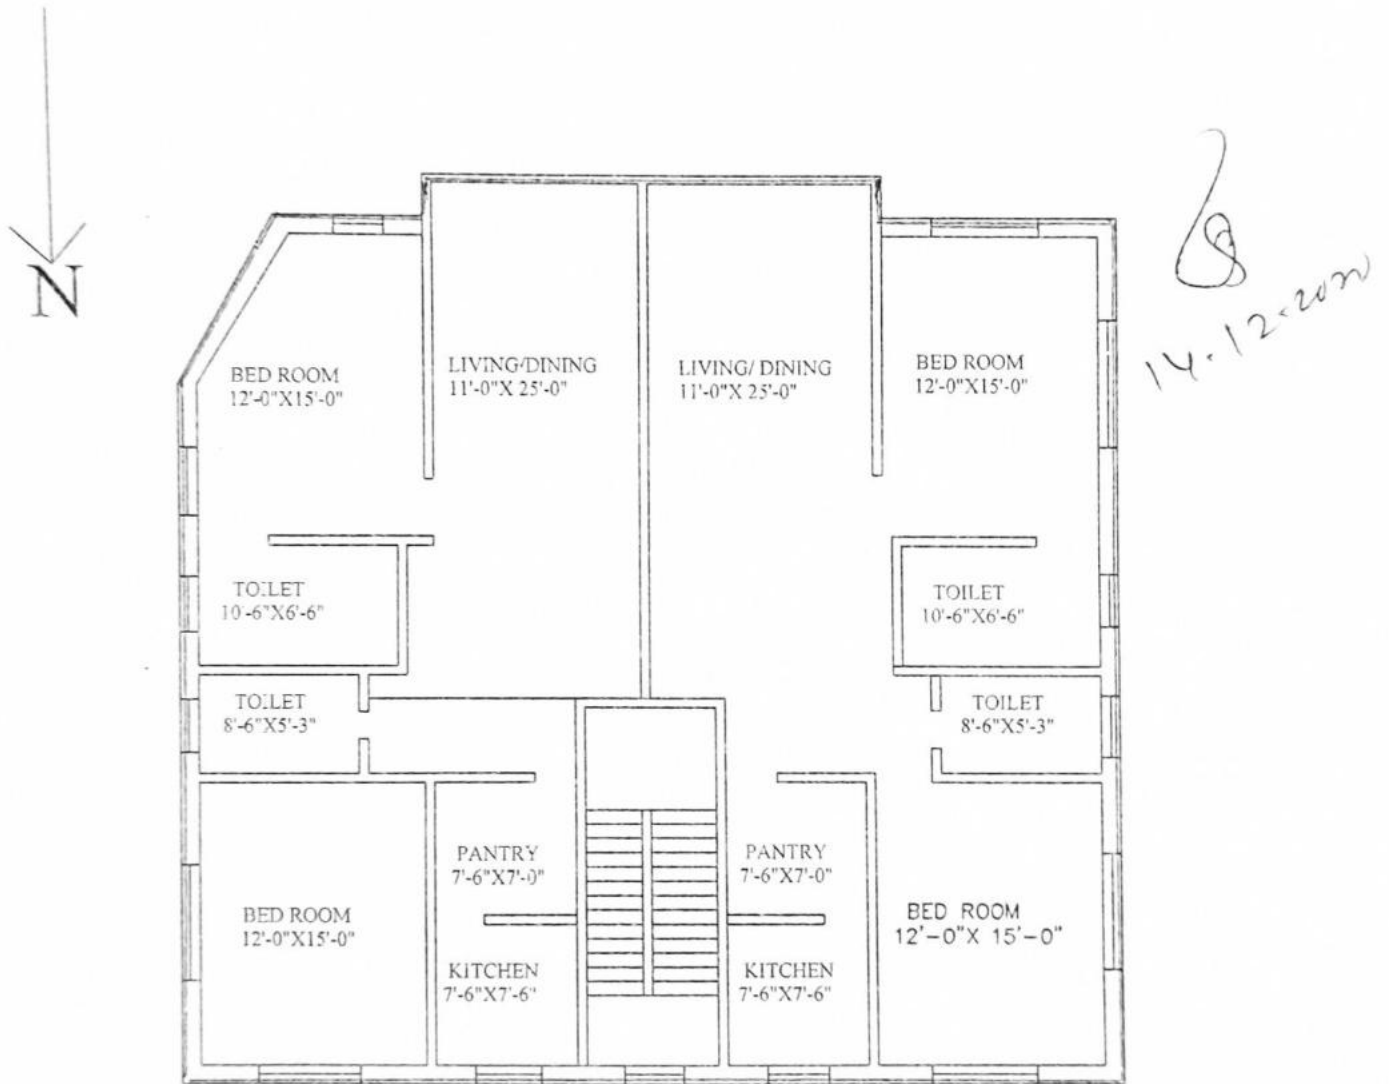 N
14-12-2020
BED ROOM
12'-0"X15'-0"
LIVING/DINING
11'-0"X 25'-0"
LIVING/ DINING
11'-0"X 25'-0"
BED ROOM
12'-0"X15'-0"
TOILET
10'-6"X6'-6"
TOILET
10'-6"X6'-6"
TOILET
8'-6"X5'-3"
TOILET
8'-6"X5'-3"
PANTRY
7'-6"X7'-0"
PANTRY
7'-6"X7'-0"
BED ROOM
12'-0"X15'-0"
BED ROOM
12'-0"X 15'-0"
KITCHEN
7'-6"X7'-6"
KITCHEN
7'-6"X7'-6"